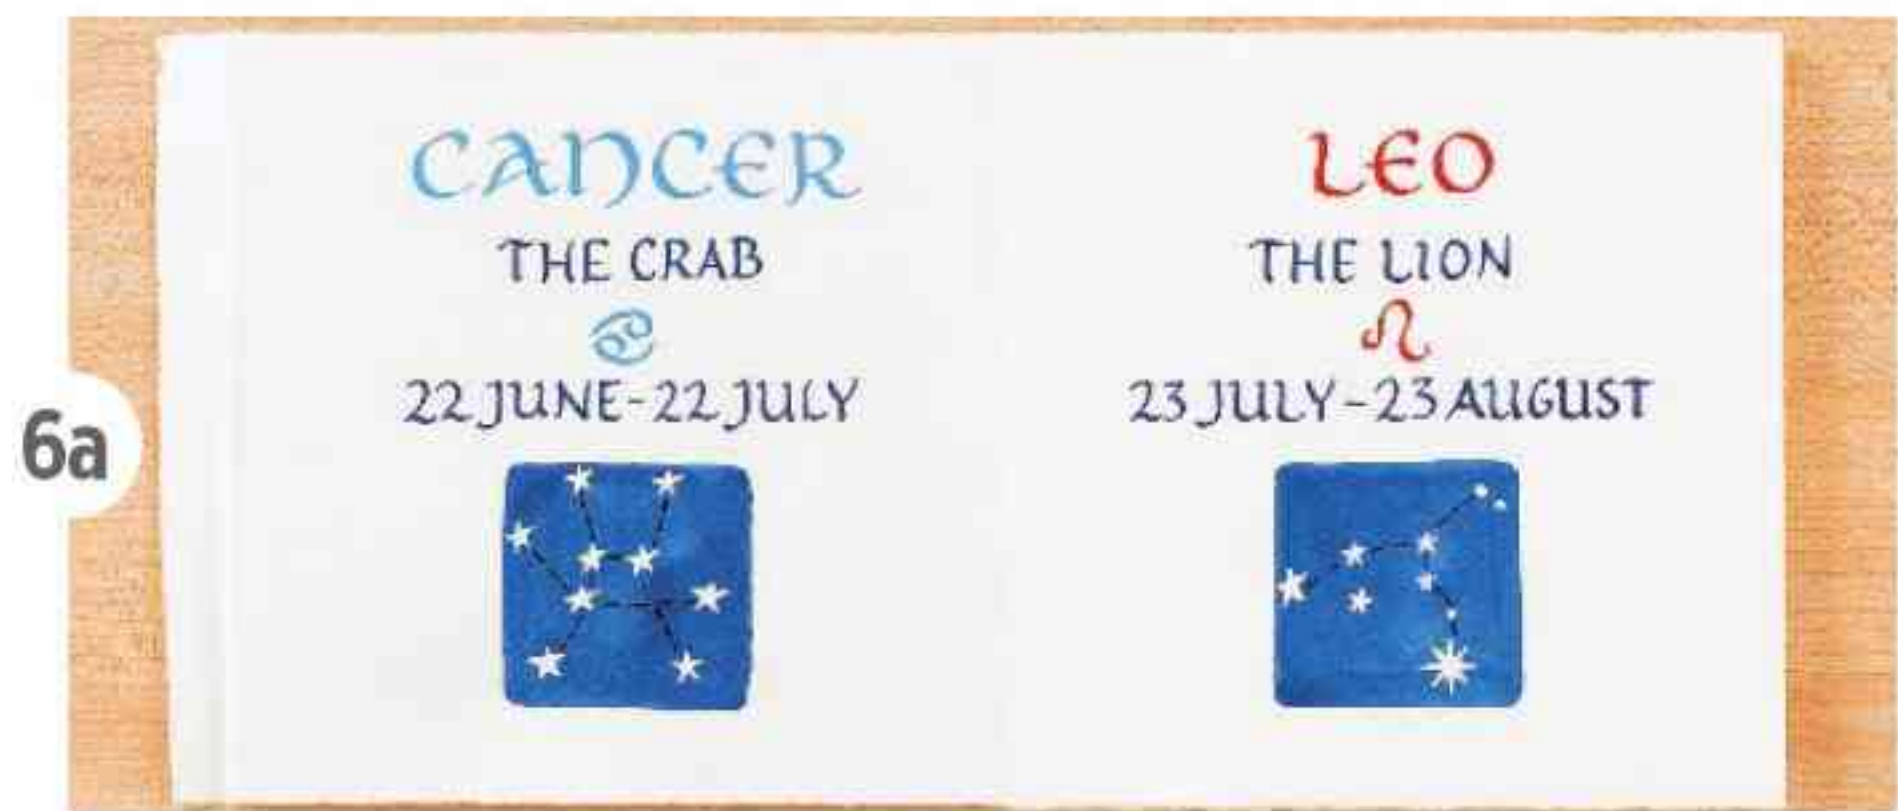 6a
CANCER
THE CRAB
♋
22 JUNE-22 JULY
LEO
THE LION
♌
23 JULY-23 AUGUST